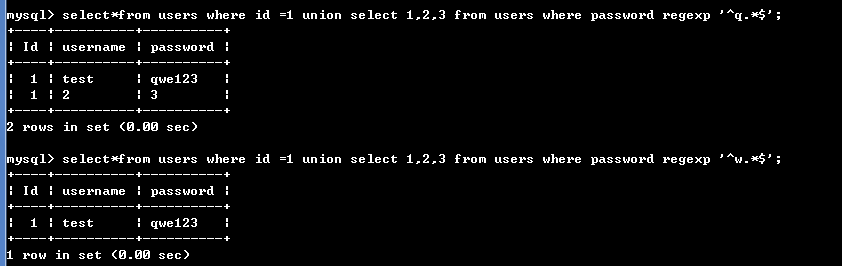 mysql> select*from users where id =1 union select 1,2,3 from users where password regexp '^q.*$';
+----+----------+----------+
¦ Id ¦ username ¦ password ¦
+----+----------+----------+
¦  1 ¦ test     ¦ qwe123   ¦
¦  1 ¦ 2        ¦ 3        ¦
+----+----------+----------+
2 rows in set (0.00 sec)
mysql> select*from users where id =1 union select 1,2,3 from users where password regexp '^w.*$';
+----+----------+----------+
¦ Id ¦ username ¦ password ¦
+----+----------+----------+
¦  1 ¦ test     ¦ qwe123   ¦
+----+----------+----------+
1 row in set (0.00 sec)